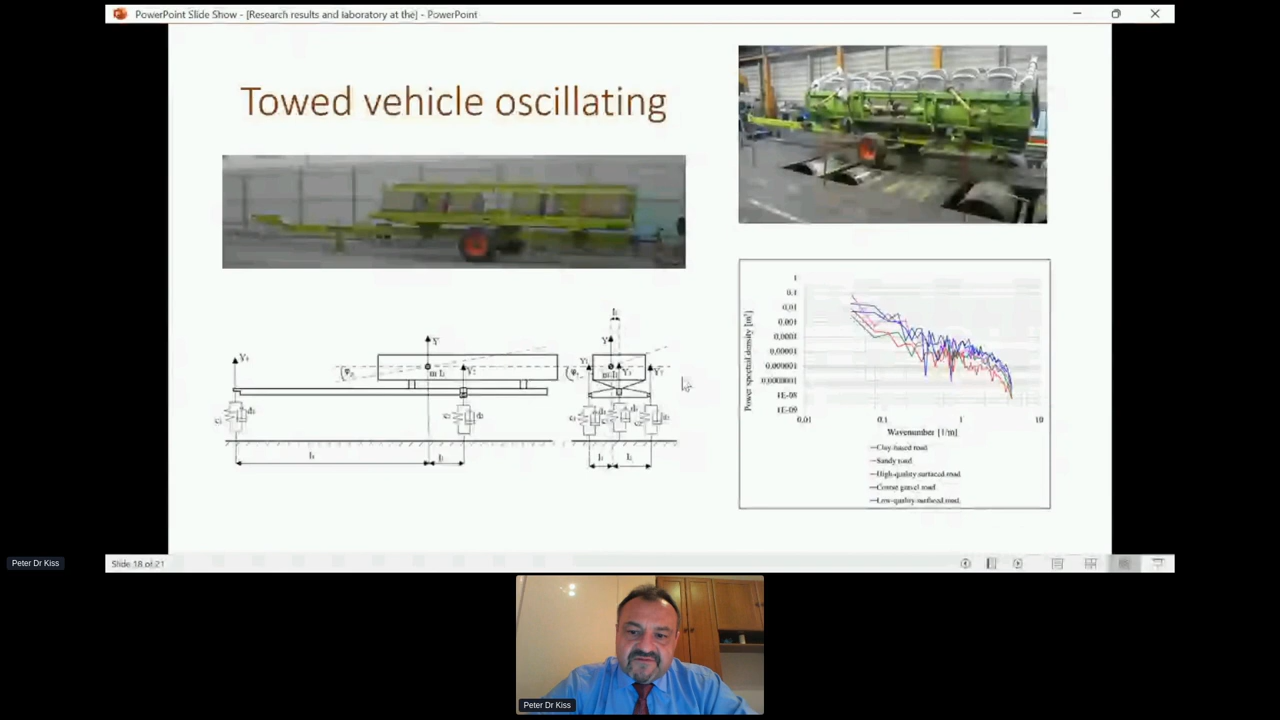 PowerPoint Slide Show - [Research results and laboratory at the] - PowerPoint
Towed vehicle oscillating
Y
m
Y
Power spectral density [m³]
1
0.1
0,01
0.001
0,0001
0,00001
0,000001
1E-08
1E-09
0,01
0,1
1
10
Wavenumber [1/m]
Clay-based road
Sandy road
High-quality surfaced road
Coarse gravel road
Low-quality surfaced road
Slide 18 of 21
Peter Dr Kiss
Peter Dr Kiss